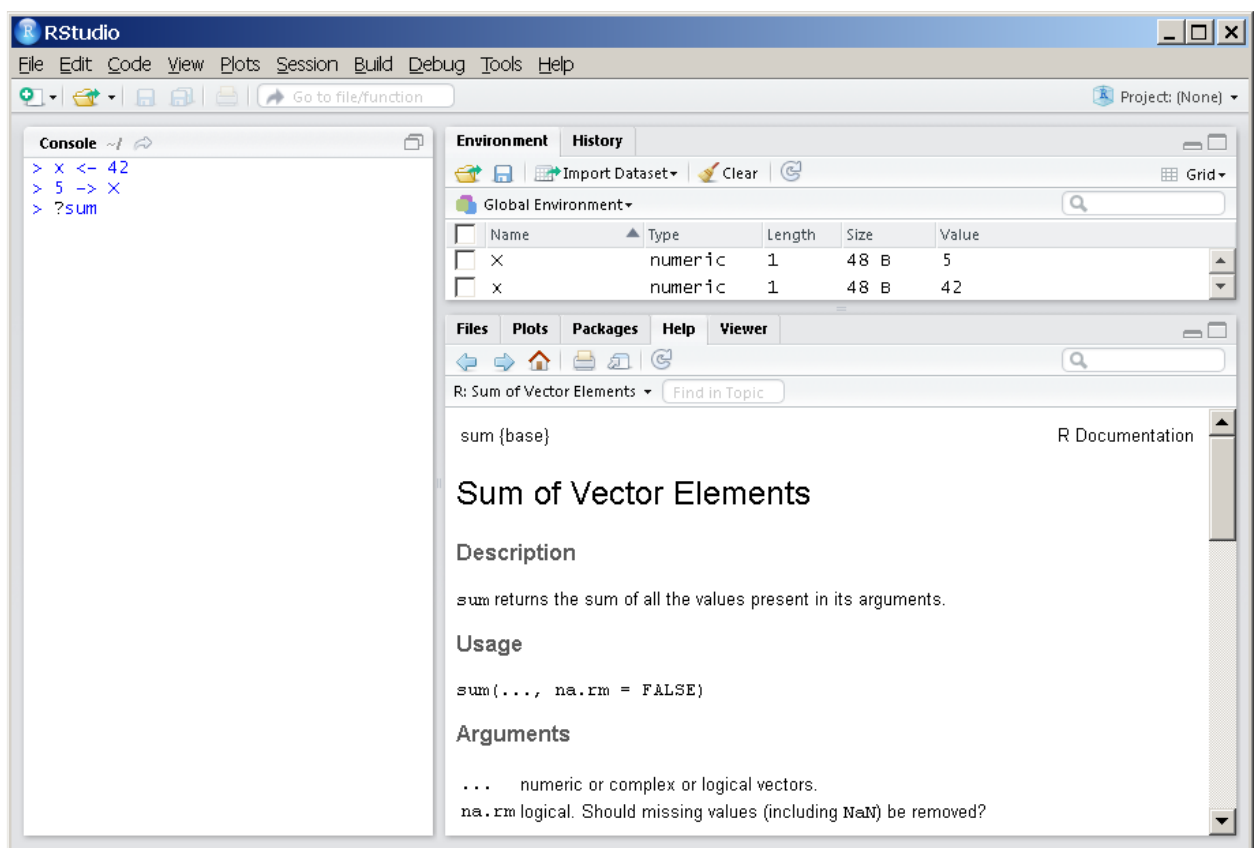 RStudio
File Edit Code View Plots Session Build Debug Tools Help
Go to file/function
Project: (None)
Console ~/
> x <- 42
> 5 -> X
> ?sum
Environment History
Import Dataset Clear
Grid
Global Environment
Name Type Length Size Value
X numeric 1 48 B 5
x numeric 1 48 B 42
Files Plots Packages Help Viewer
R: Sum of Vector Elements Find in Topic
sum {base} R Documentation
Sum of Vector Elements
Description
sum returns the sum of all the values present in its arguments.
Usage
sum(..., na.rm = FALSE)
Arguments
... numeric or complex or logical vectors.
na.rm logical. Should missing values (including NaN) be removed?